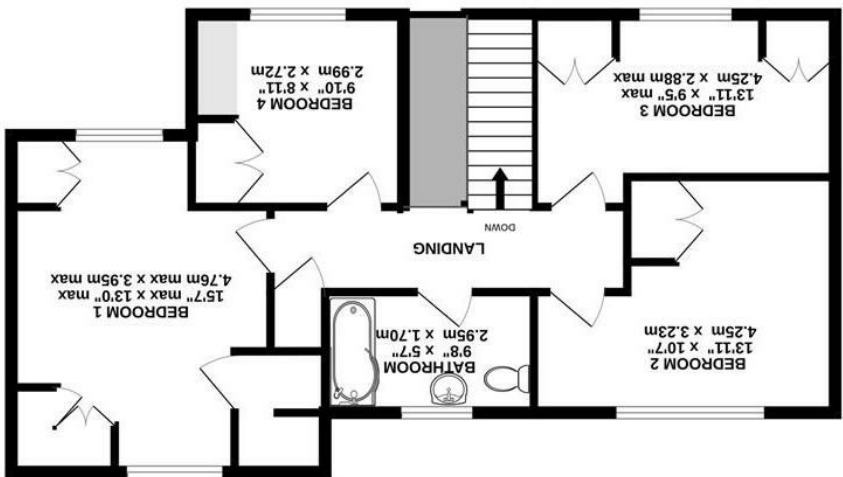 BEDROOM 2
13'11" x 10'7"
4.25m x 3.23m
BATHROOM
9'8" x 5'7"
2.95m x 1.70m
BEDROOM 1
15'7" max x 13'0" max
4.76m max x 3.95m max
LANDING
DOWN
BEDROOM 3
13'11" x 9'5" max
4.25m x 2.88m max
BEDROOM 4
9'10" x 8'11"
2.99m x 2.72m